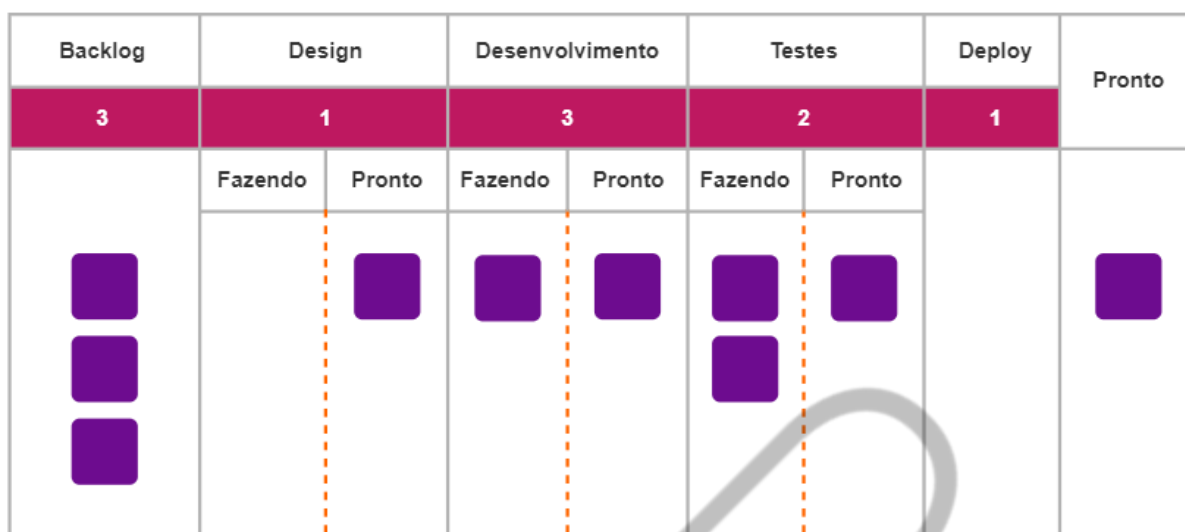 Backlog Design Desenvolvimento Testes Deploy Pronto
3 1 3 2 1
Fazendo Pronto Fazendo Pronto Fazendo Pronto